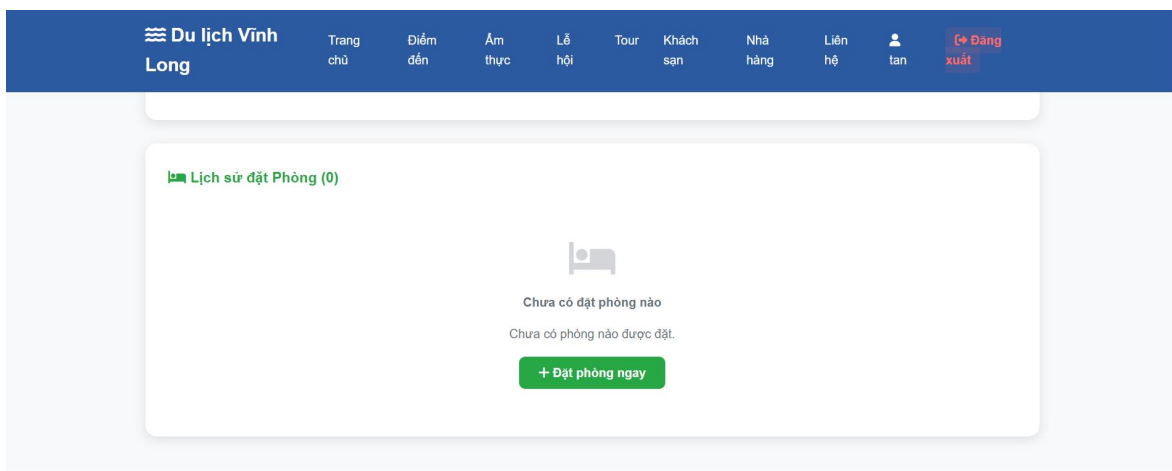 Du lịch Vĩnh
Long
Trang
chủ
Điểm
đến
Ẩm
thực
Lễ
hội
Tour
Khách
sạn
Nhà
hàng
Liên
hệ
tan
Đăng
xuất
Lịch sử đặt Phòng (0)
Chưa có đặt phòng nào
Chưa có phòng nào được đặt.
+ Đặt phòng ngay